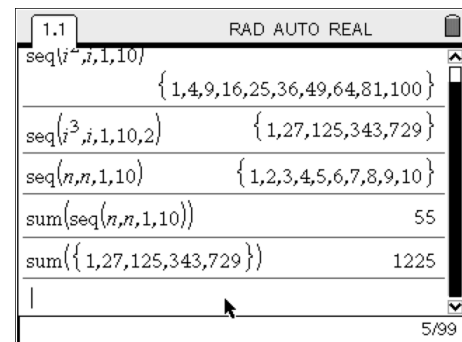 1.1 RAD AUTO REAL
seq(i²,i,1,10)
{1,4,9,16,25,36,49,64,81,100}
seq(i³,i,1,10,2) {1,27,125,343,729}
seq(n,n,1,10) {1,2,3,4,5,6,7,8,9,10}
sum(seq(n,n,1,10)) 55
sum({1,27,125,343,729}) 1225
5/99